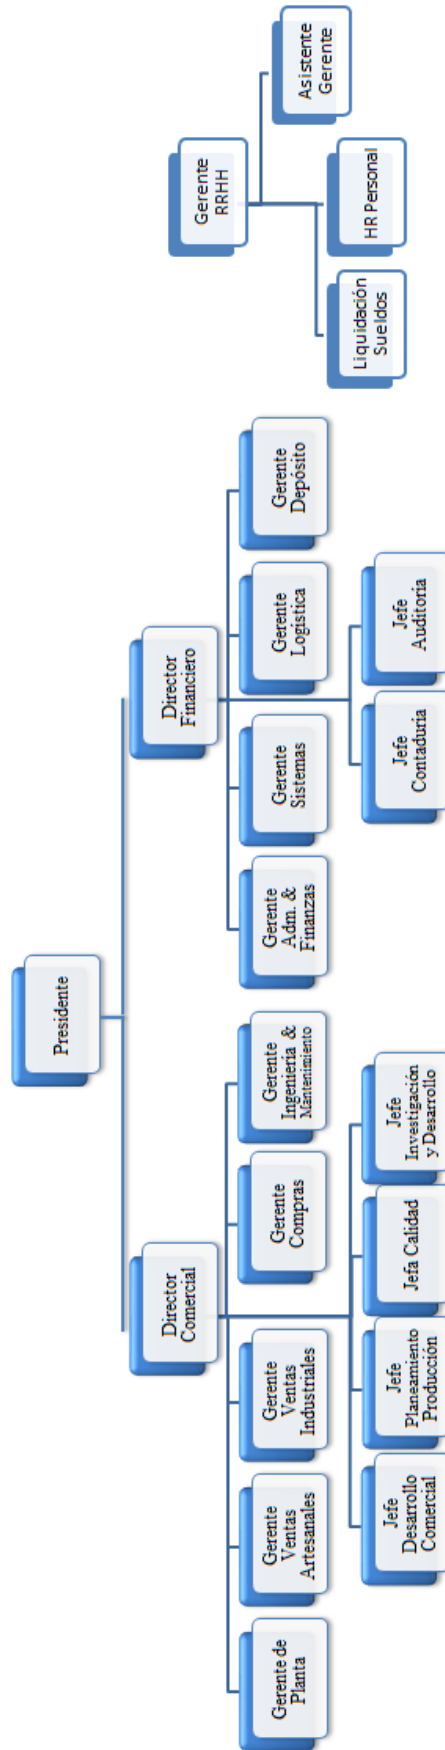 Presidente
Director
Comercial
Director
Financiero
Gerente de
Planta
Gerente
Ventas
Artesanales
Gerente
Ventas
Industriales
Gerente
Compras
Gerente
Ingeniería &
Mantenimiento
Gerente
Adm. &
Finanzas
Gerente
Sistemas
Gerente
Logistica
Gerente
Depósito
Jefe
Desarrollo
Comercial
Jefe
Planeamiento
Producción
Jefa Calidad
Jefe
Investigación
y Desarrollo
Jefe
Contaduría
Jefe
Auditoria
Gerente
RRHH
Asistente
Gerente
Liquidación
Sueldos
HR Personal